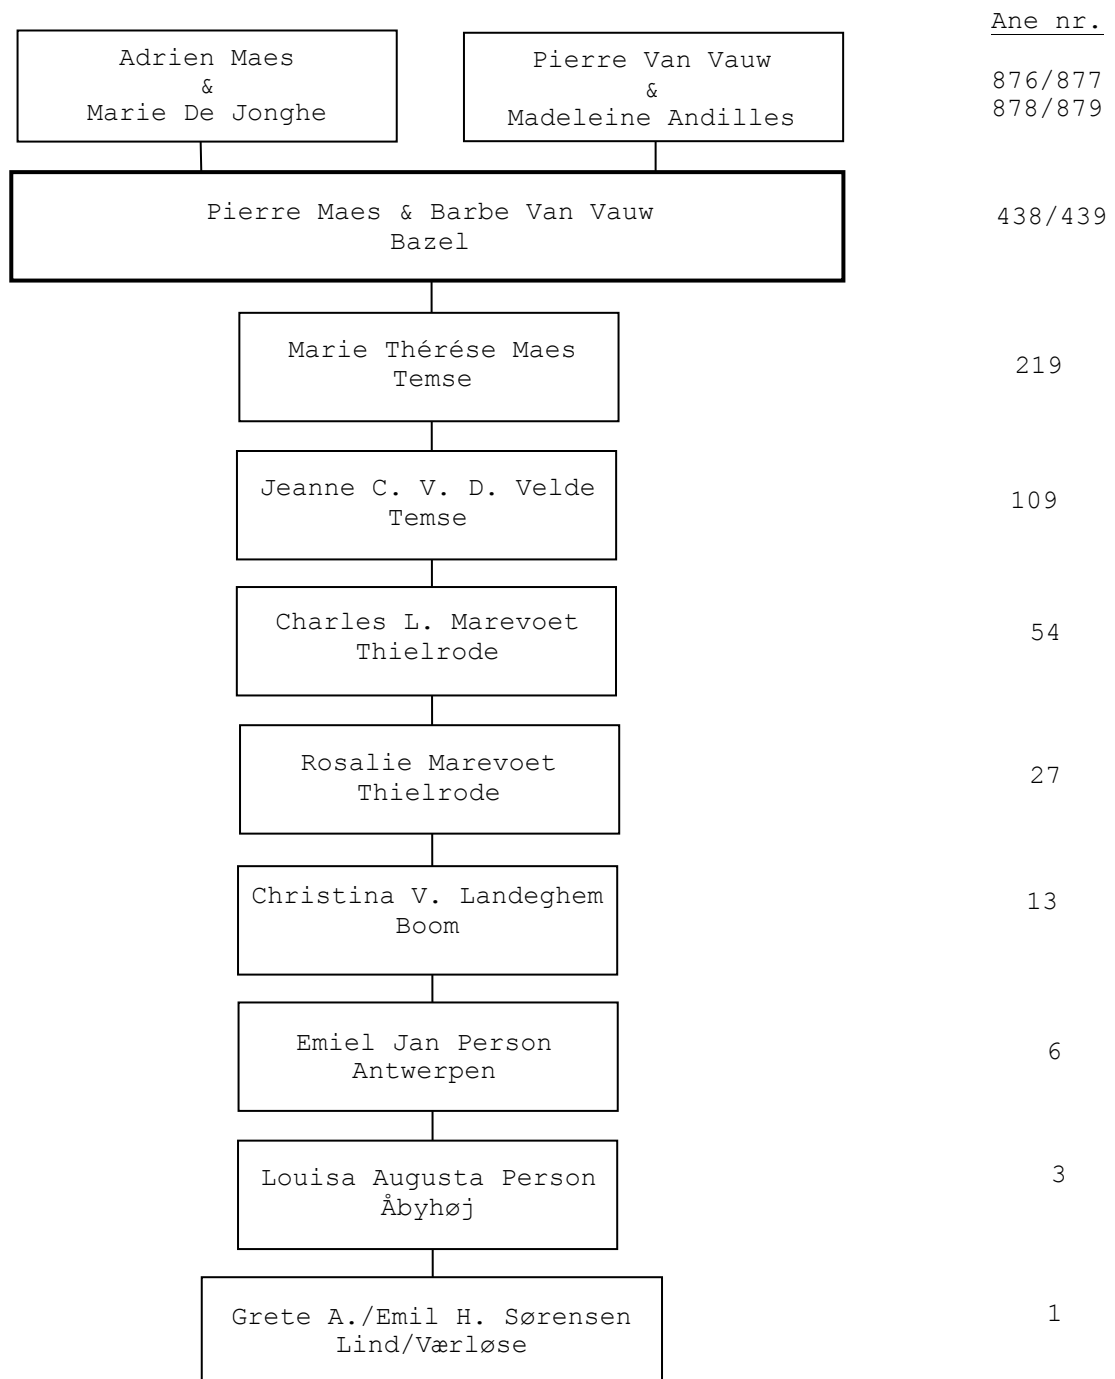 Ane nr.
Adrien Maes
&
Marie De Jonghe
Pierre Van Vauw
&
Madeleine Andilles
876/877
878/879
Pierre Maes & Barbe Van Vauw
Bazel
438/439
Marie Thérése Maes
Temse
219
Jeanne C. V. D. Velde
Temse
109
Charles L. Marevoet
Thielrode
54
Rosalie Marevoet
Thielrode
27
Christina V. Landeghem
Boom
13
Emiel Jan Person
Antwerpen
6
Louisa Augusta Person
Åbyhøj
3
Grete A./Emil H. Sørensen
Lind/Værløse
1